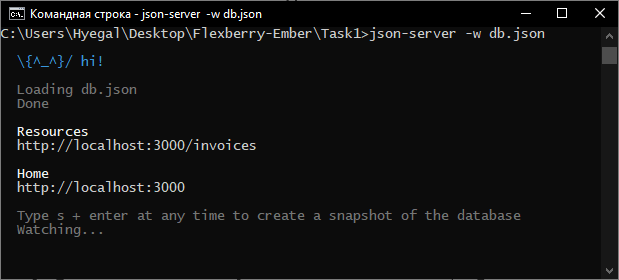 Командная строка - json-server -w db.json
C:\Users\Hyegal\Desktop\Flexberry-Ember\Task1>json-server -w db.json
\{^_^}/ hi!
Loading db.json
Done
Resources
http://localhost:3000/invoices
Home
http://localhost:3000
Type s + enter at any time to create a snapshot of the database
Watching...